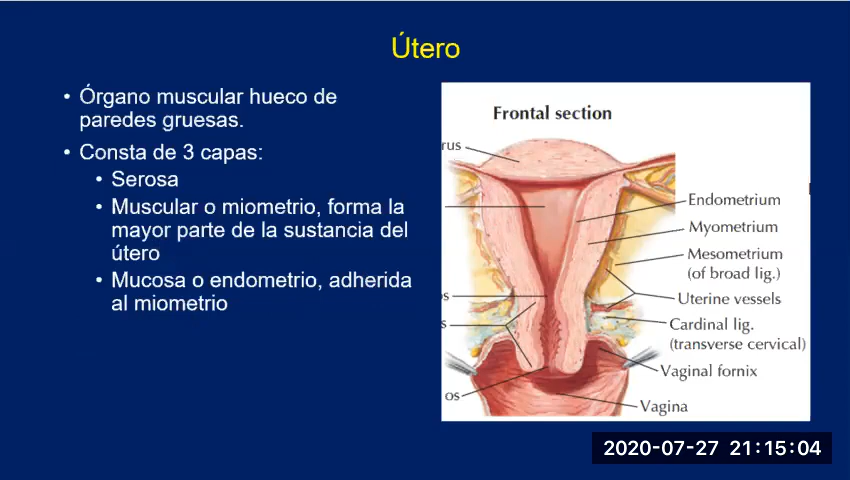 Útero
• Órgano muscular hueco de
paredes gruesas.
• Consta de 3 capas:
• Serosa
• Muscular o miometrio, forma la
mayor parte de la sustancia del
útero
• Mucosa o endometrio, adherida
al miometrio
Frontal section
rus
Endometrium
Myometrium
Mesometrium
(of broad lig.)
Uterine vessels
Cardinal lig.
(transverse cervical)
Vaginal fornix
os
Vagina
2020-07-27 21:15:04